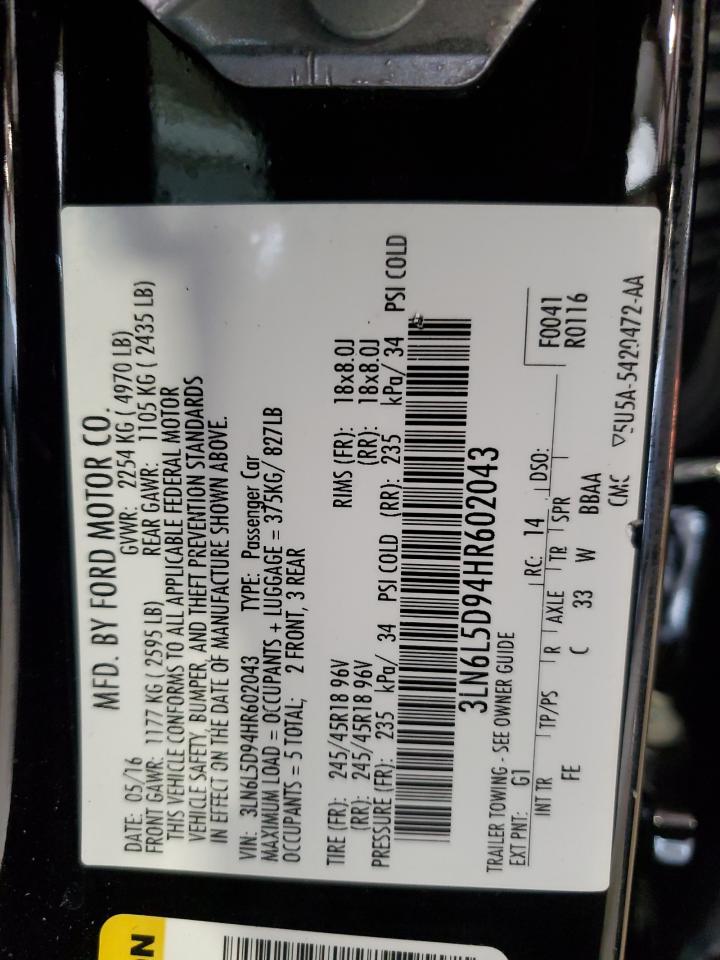 MFD. BY FORD MOTOR CO.
DATE: 05/16 GVWR: 2254 KG ( 4970 LB)
FRONT GAWR: 1177 KG ( 2595 LB) REAR GAWR: 1105 KG ( 2435 LB)
THIS VEHICLE CONFORMS TO ALL APPLICABLE FEDERAL MOTOR
VEHICLE SAFETY, BUMPER, AND THEFT PREVENTION STANDARDS
IN EFFECT ON THE DATE OF MANUFACTURE SHOWN ABOVE.
VIN: 3LN6L5D94HR602043 TYPE: Passenger Car
MAXIMUM LOAD = OCCUPANTS + LUGGAGE = 375KG/ 827LB
OCCUPANTS = 5 TOTAL; 2 FRONT, 3 REAR
TIRE (FR): 245/45R18 96V RIMS (FR): 18x8.0J
(RR): 245/45R18 96V (RR): 18x8.0J
PRESSURE (FR): 235 kPa/ 34 PSI COLD (RR): 235 kPa/ 34 PSI COLD
3LN6L5D94HR602043
TRAILER TOWING - SEE OWNER GUIDE
EXT PNT: G1 RC: 14 DSO: F0041
R0116
INT TR TP/PS R AXLE TR SPR
FE C 33 W BBAA
CMC ▽5U5A-5420472-AA
ON